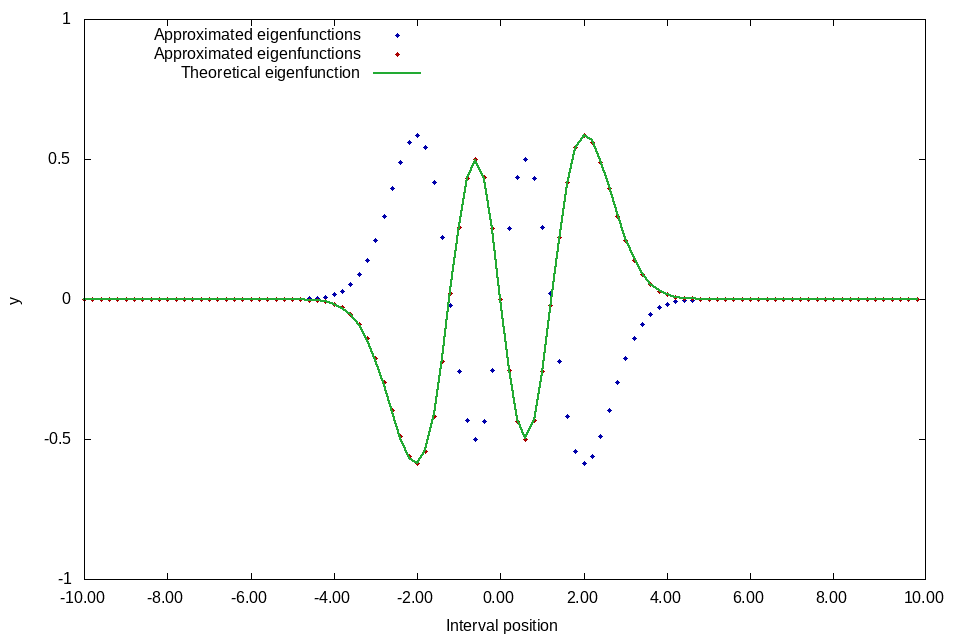 1
Approximated eigenfunctions
Approximated eigenfunctions
Theoretical eigenfunction
0.5
0
y
-0.5
-1
-10.00 -8.00 -6.00 -4.00 -2.00 0.00 2.00 4.00 6.00 8.00 10.00
Interval position